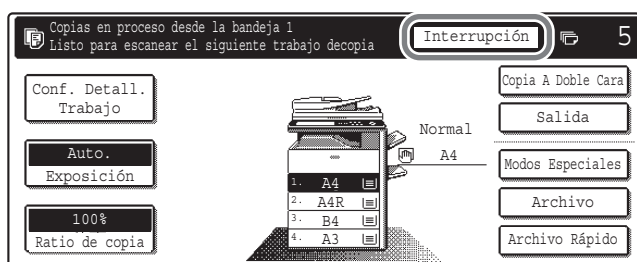 Copias en proceso desde la bandeja 1
Listo para escanear el siguiente trabajo decopia
Interrupción
5
Conf. Detall.
Trabajo
Auto.
Exposición
100%
Ratio de copia
Normal
A4
1. A4
2. A4R
3. B4
4. A3
Copia A Doble Cara
Salida
Modos Especiales
Archivo
Archivo Rápido